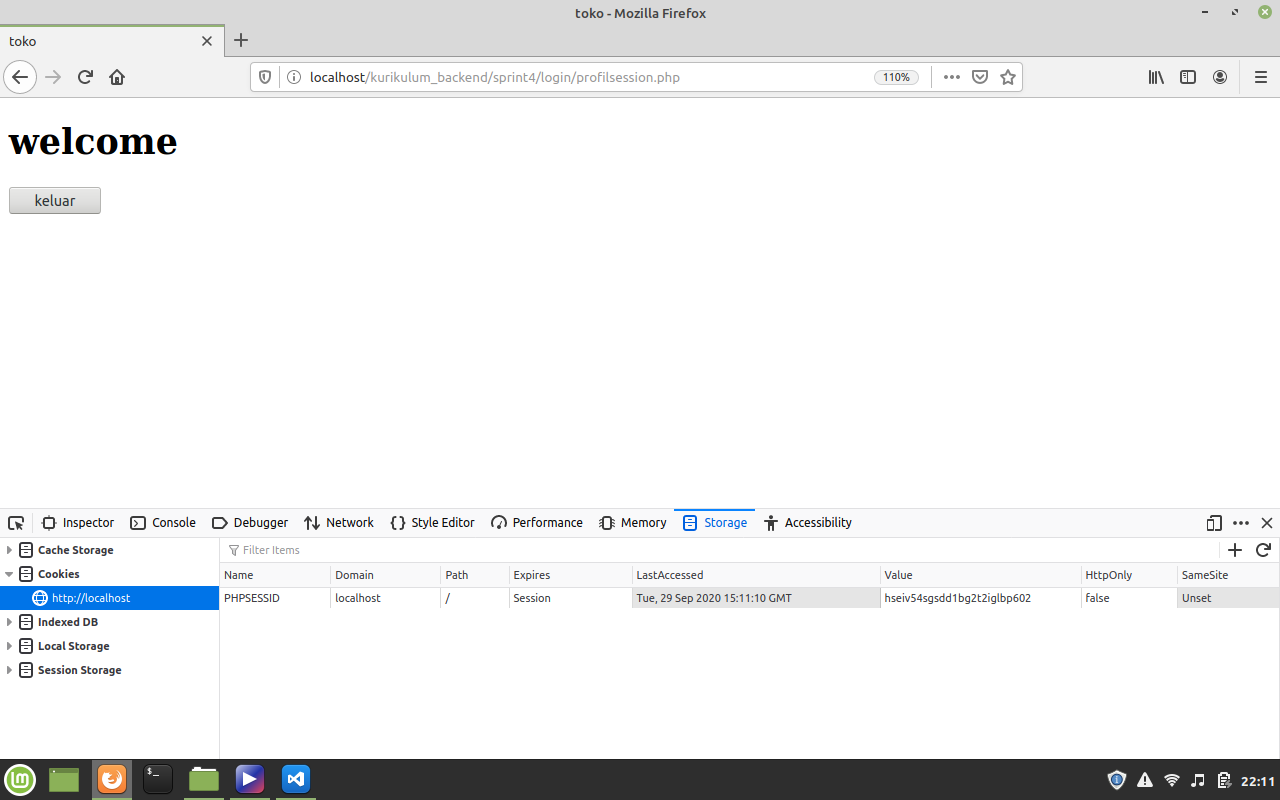 toko - Mozilla Firefox
toko
localhost/kurikulum_backend/sprint4/login/profilsession.php 110%
welcome
keluar
Inspector Console Debugger Network Style Editor Performance Memory Storage Accessibility
Cache Storage
Filter Items
Cookies
Name Domain Path Expires LastAccessed Value HttpOnly SameSite
http://localhost
PHPSESSID localhost / Session Tue, 29 Sep 2020 15:11:10 GMT hseiv54sgsdd1bg2t2iglbp602 false Unset
Indexed DB
Local Storage
Session Storage
22:11